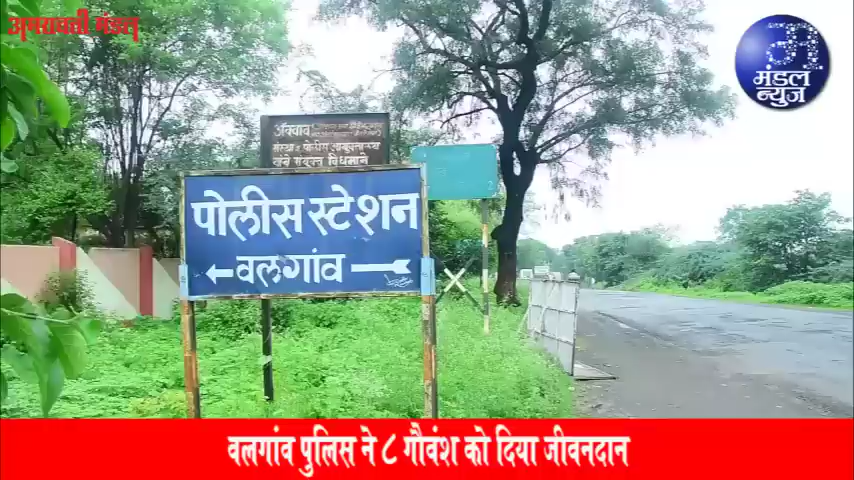 अमरावती मंडल
मंडल
न्यूज
पोलीस स्टेशन
वलगांव
वलगांव पुलिस ने ८ गौवंश को दिया जीवनदान